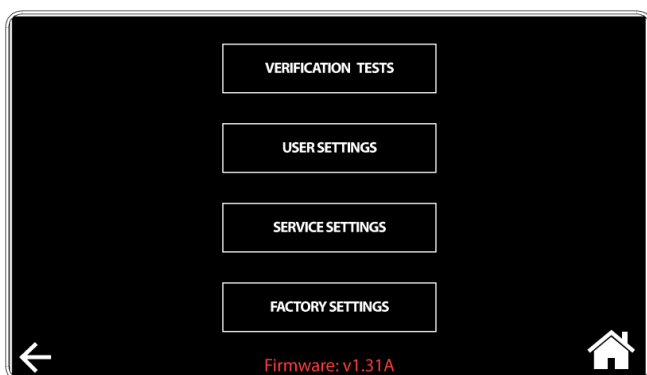 VERIFICATION TESTS
USER SETTINGS
SERVICE SETTINGS
FACTORY SETTINGS
Firmware: v1.31A